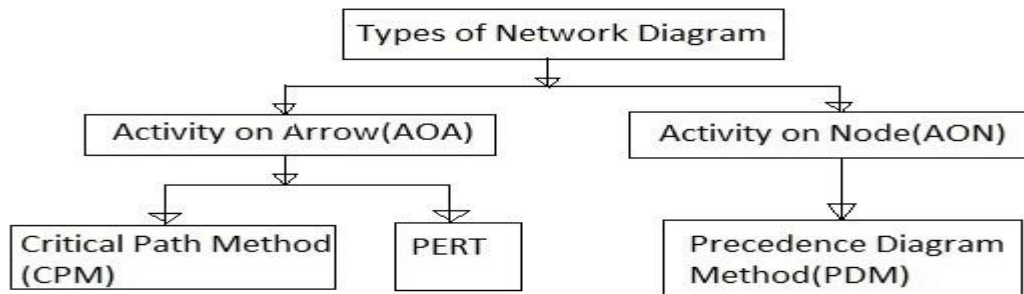 Types of Network Diagram
Activity on Arrow(AOA)
Activity on Node(AON)
Critical Path Method
(CPM)
PERT
Precedence Diagram
Method(PDM)